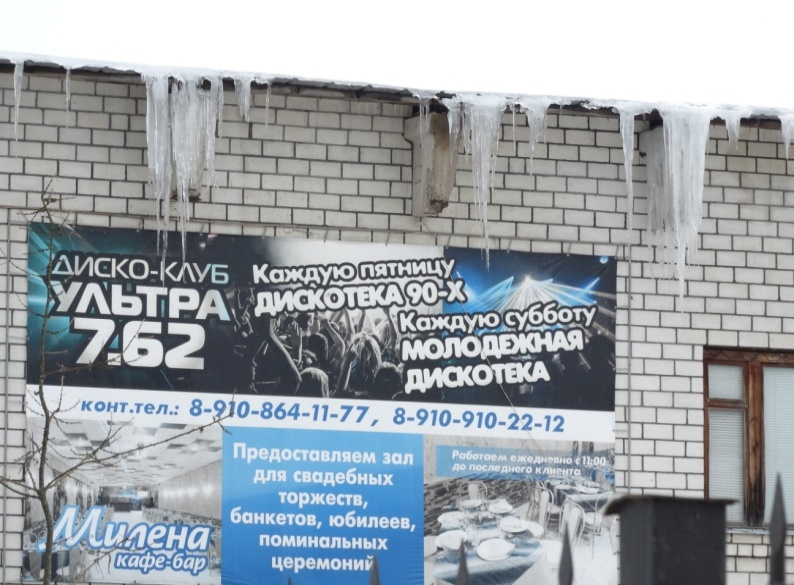 ДИСКО-КЛУБ
УЛЬТРА
7.62
Каждую пятницу
ДИСКОТЕКА 90-Х
Каждую субботу
МОЛОДЕЖНАЯ
ДИСКОТЕКА
конт.тел.: 8-910-864-11-77, 8-910-910-22-12
Милена
кафе-бар
Предоставляем зал
для свадебных
торжеств,
банкетов, юбилеев,
поминальных
церемоний
Работаем ежедневно с 11:00
до последнего клиента